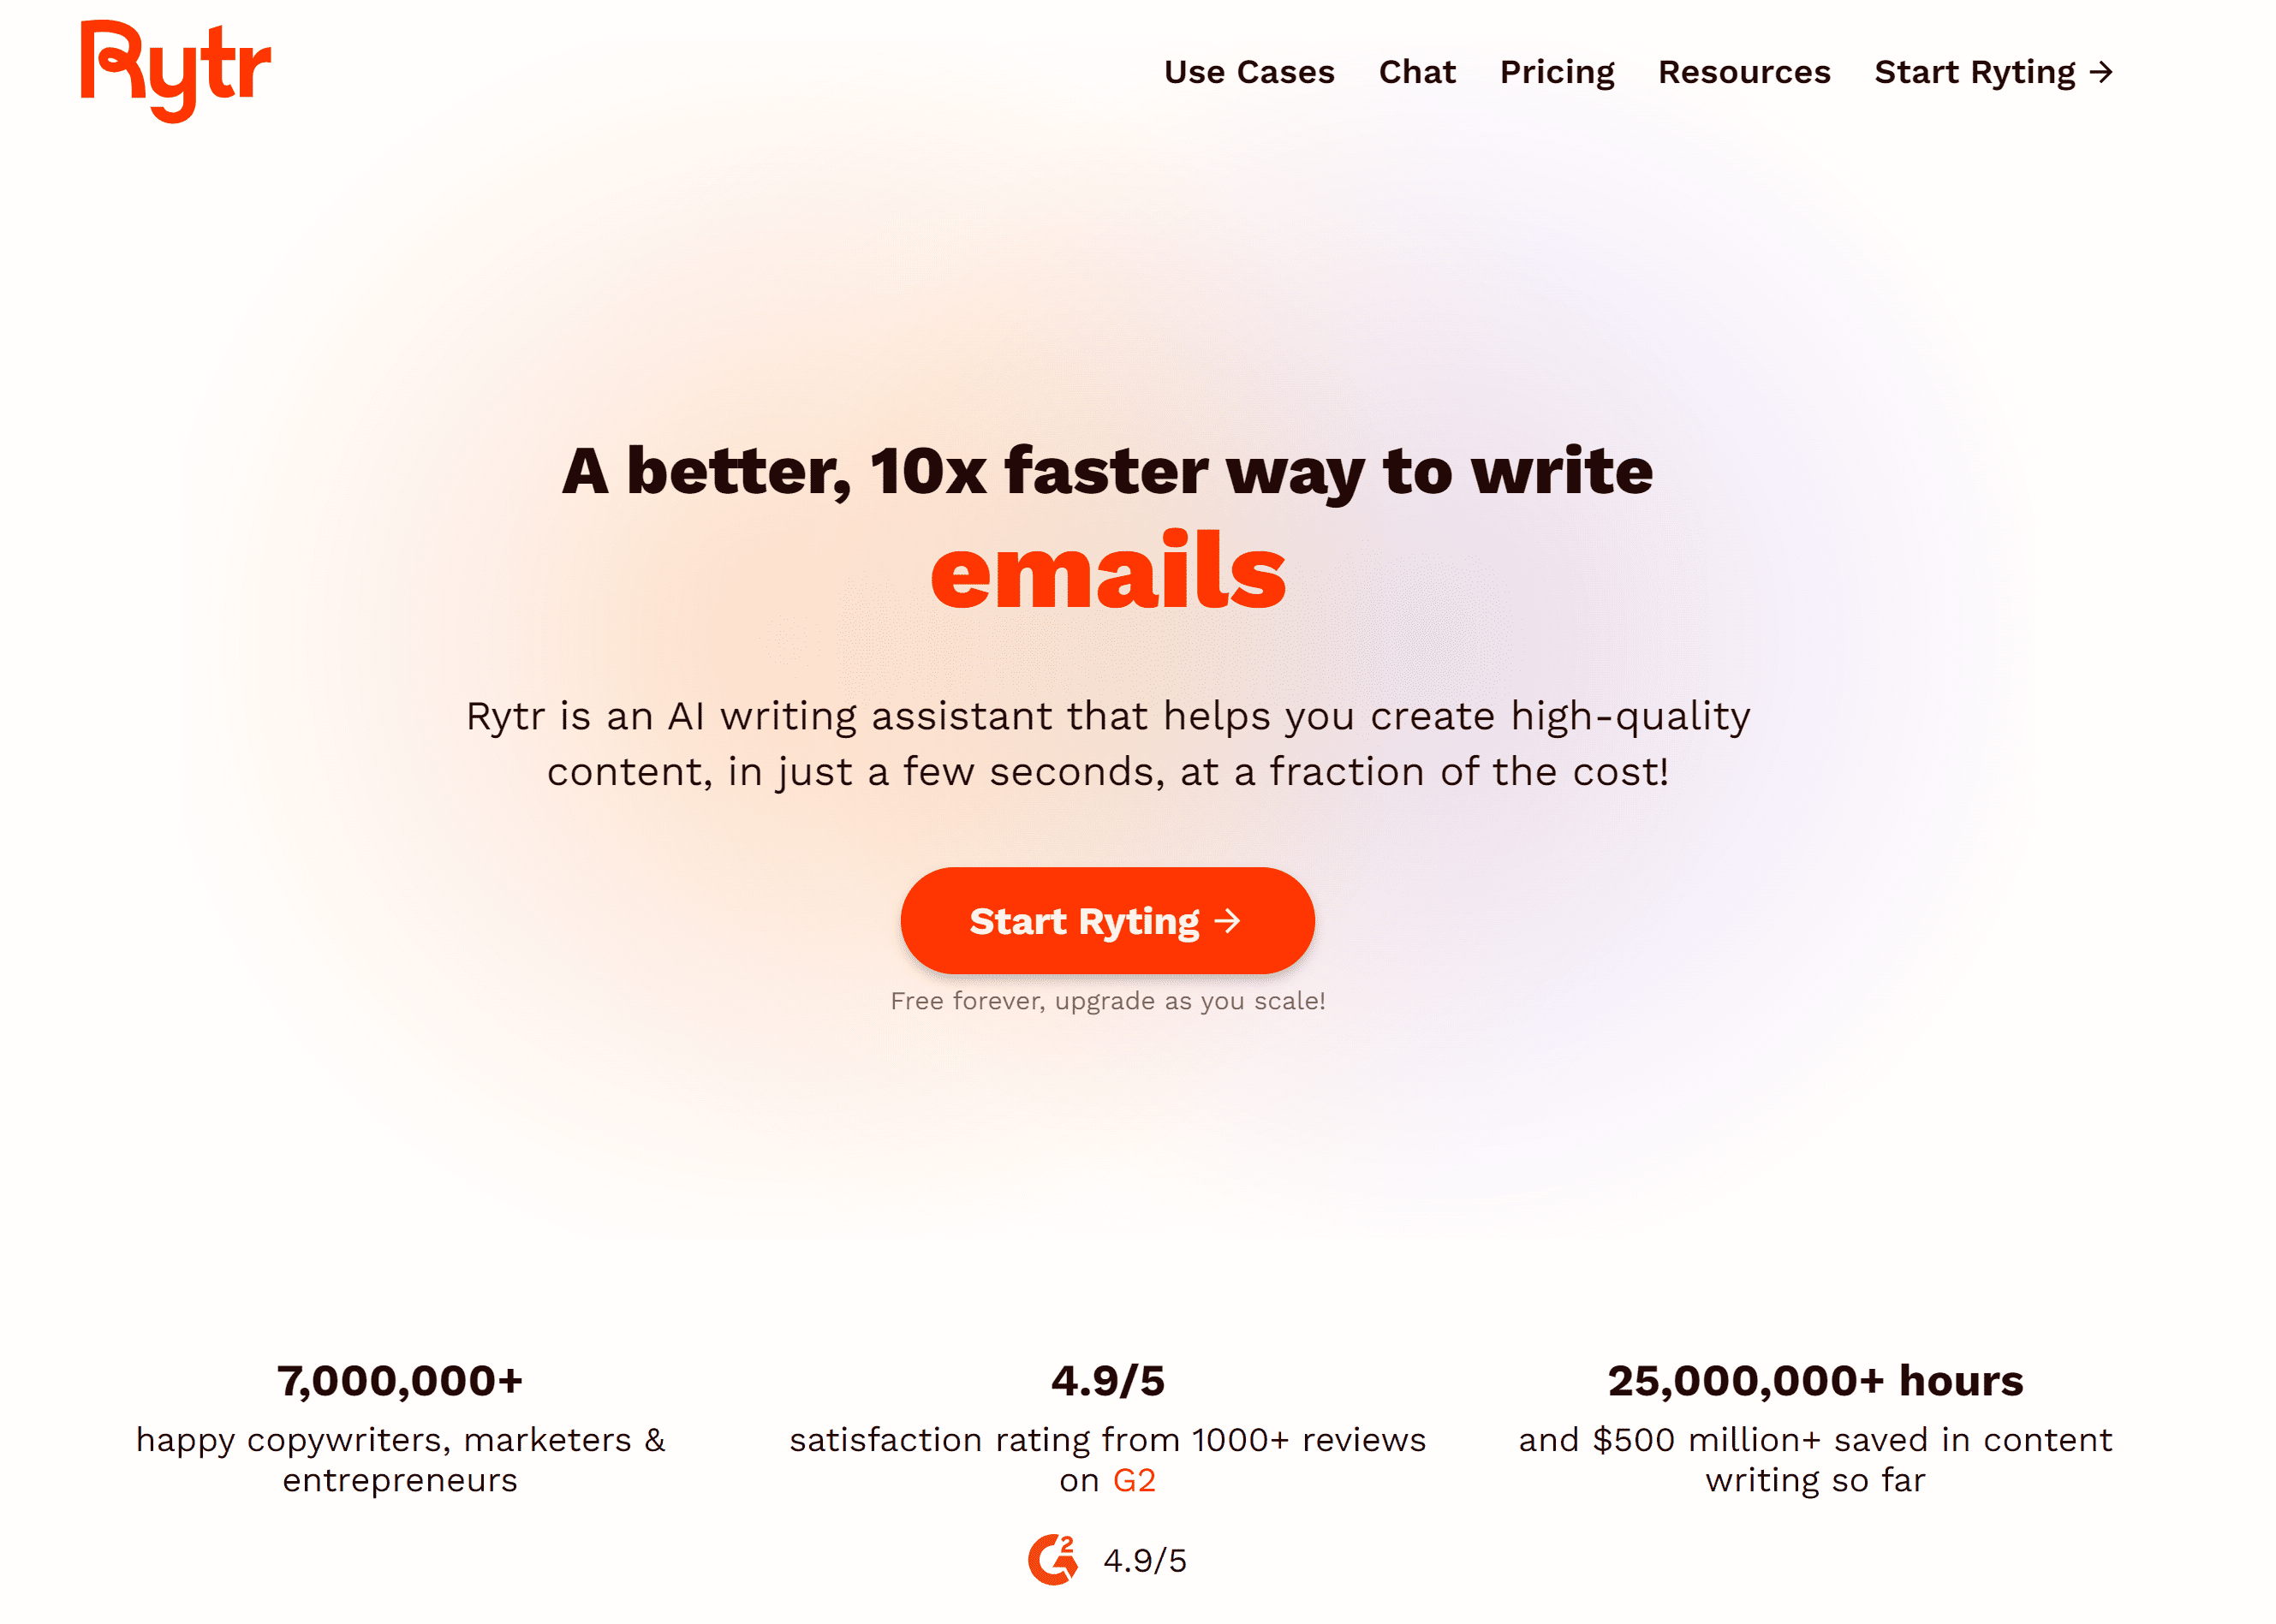 Rytr
Use Cases Chat Pricing Resources Start Ryting →
A better, 10x faster way to write
emails
Rytr is an AI writing assistant that helps you create high-quality
content, in just a few seconds, at a fraction of the cost!
Start Ryting →
Free forever, upgrade as you scale!
7,000,000+
happy copywriters, marketers &
entrepreneurs
4.9/5
satisfaction rating from 1000+ reviews
on G2
G2 4.9/5
25,000,000+ hours
and $500 million+ saved in content
writing so far